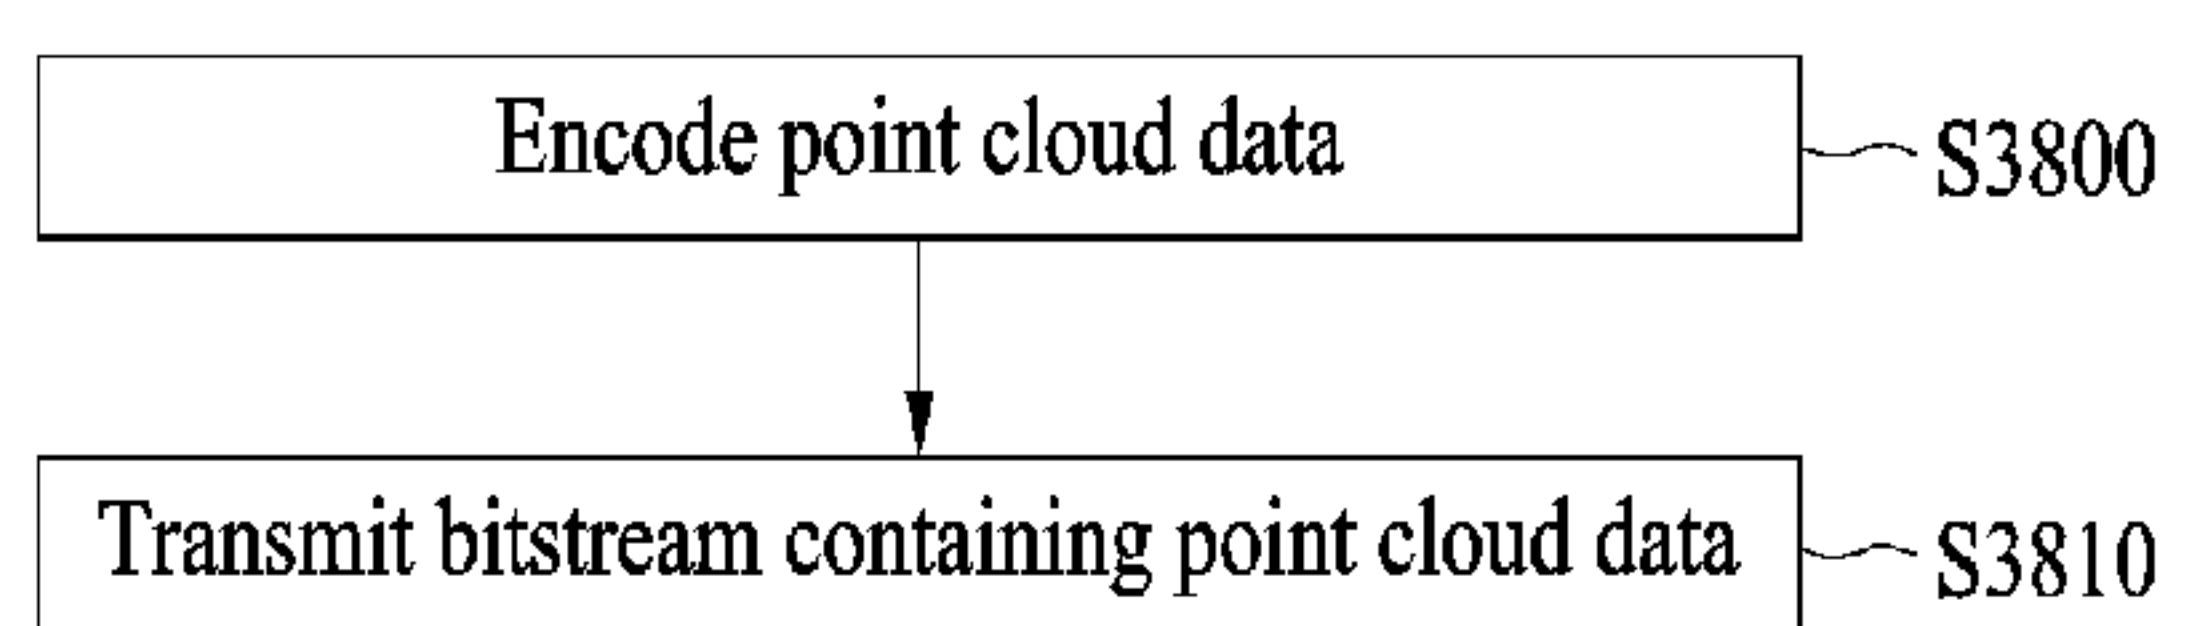 Encode point cloud data
S3800
Transmit bitstream containing point cloud data
S3810